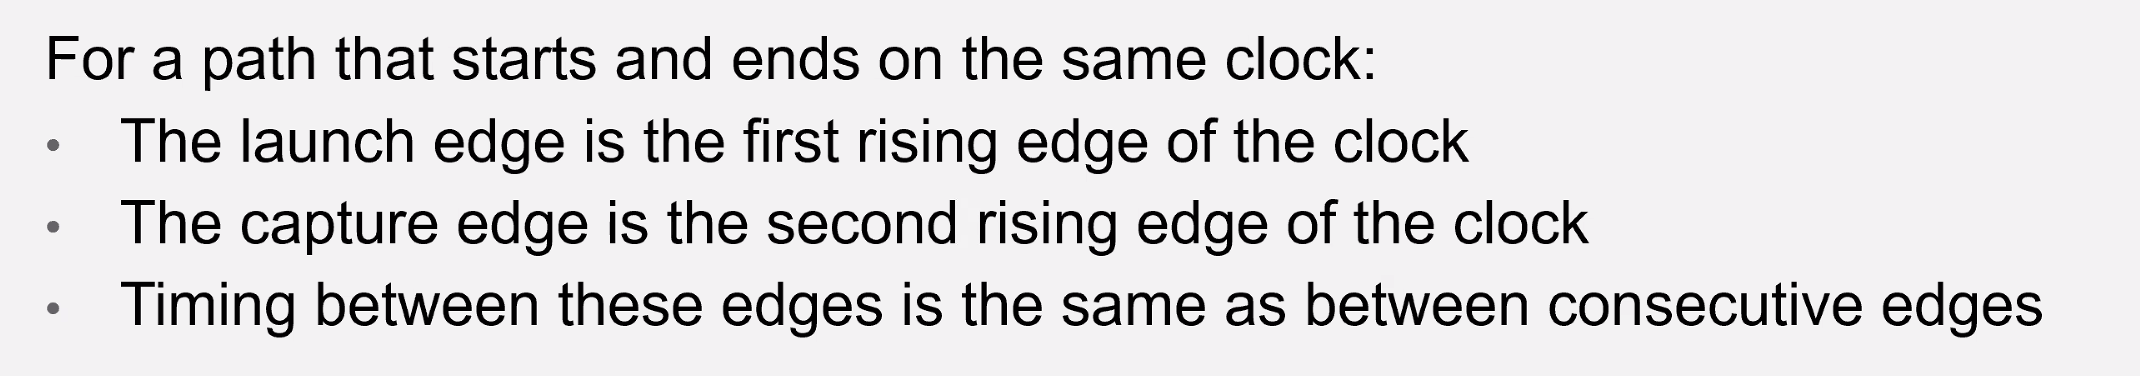 For a path that starts and ends on the same clock:
• The launch edge is the first rising edge of the clock
• The capture edge is the second rising edge of the clock
• Timing between these edges is the same as between consecutive edges